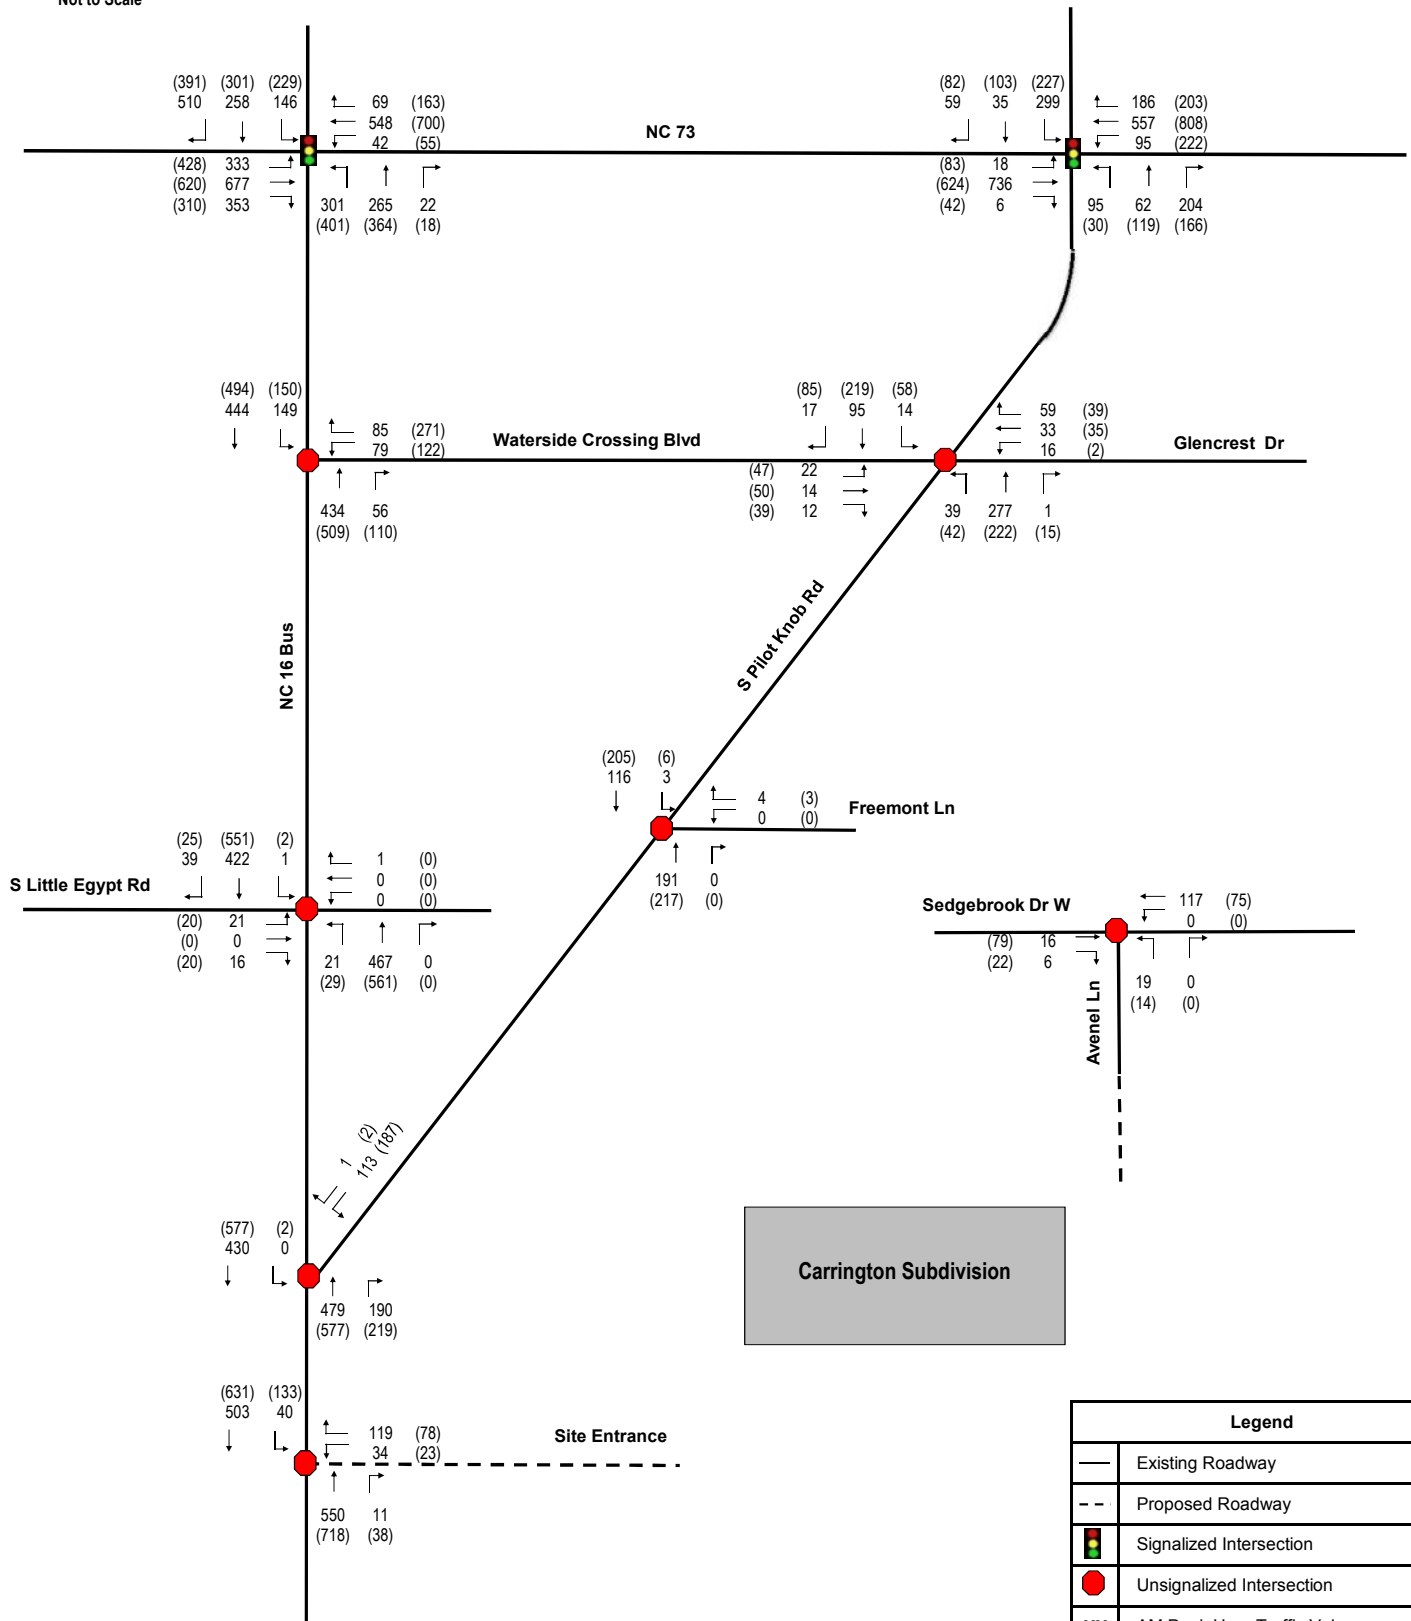 Not to Scale
(391) (301) (229)
510 258 146
69 (163)
548 (700)
42 (55)
NC 73
(82) (103) (227)
59 35 299
186 (203)
557 (808)
95 (222)
(428) 333
(620) 677
(310) 353
301 265 22
(401) (364) (18)
(83) 18
(624) 736
(42) 6
95 62 204
(30) (119) (166)
(494) (150)
444 149
85 (271)
79 (122)
Waterside Crossing Blvd
(85) (219) (58)
17 95 14
59 (39)
33 (35)
16 (2)
Glencrest Dr
434 56
(509) (110)
(47) 22
(50) 14
(39) 12
39 277 1
(42) (222) (15)
NC 16 Bus
S Pilot Knob Rd
(205) (6)
116 3
4 (3)
0 (0)
Freemont Ln
191 0
(217) (0)
(25) (551) (2)
39 422 1
1 (0)
0 (0)
0 (0)
S Little Egypt Rd
(20) 21
(0) 0
(20) 16
21 467 0
(29) (561) (0)
Sedgebrook Dr W
117 (75)
0 (0)
(79) 16
(22) 6
19 0
(14) (0)
Avenel Ln
1 (2)
113 (187)
(577) (2)
430 0
479 190
(577) (219)
Carrington Subdivision
(631) (133)
503 40
119 (78)
34 (23)
Site Entrance
550 11
(718) (38)
Legend
Existing Roadway
Proposed Roadway
Signalized Intersection
Unsignalized Intersection